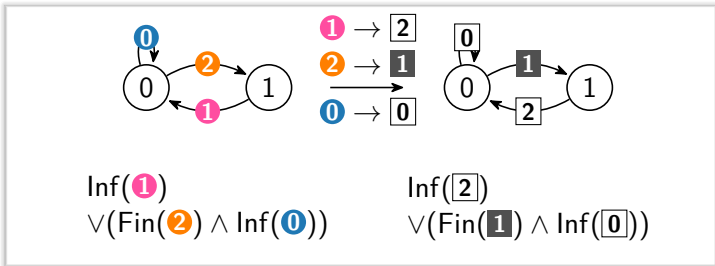 0
2
0
1
1
1 → 2
2 → 1
0 → 0
0
1
0
1
2
Inf(1)
∨(Fin(2) ∧ Inf(0))
Inf(2)
∨(Fin(1) ∧ Inf(0))